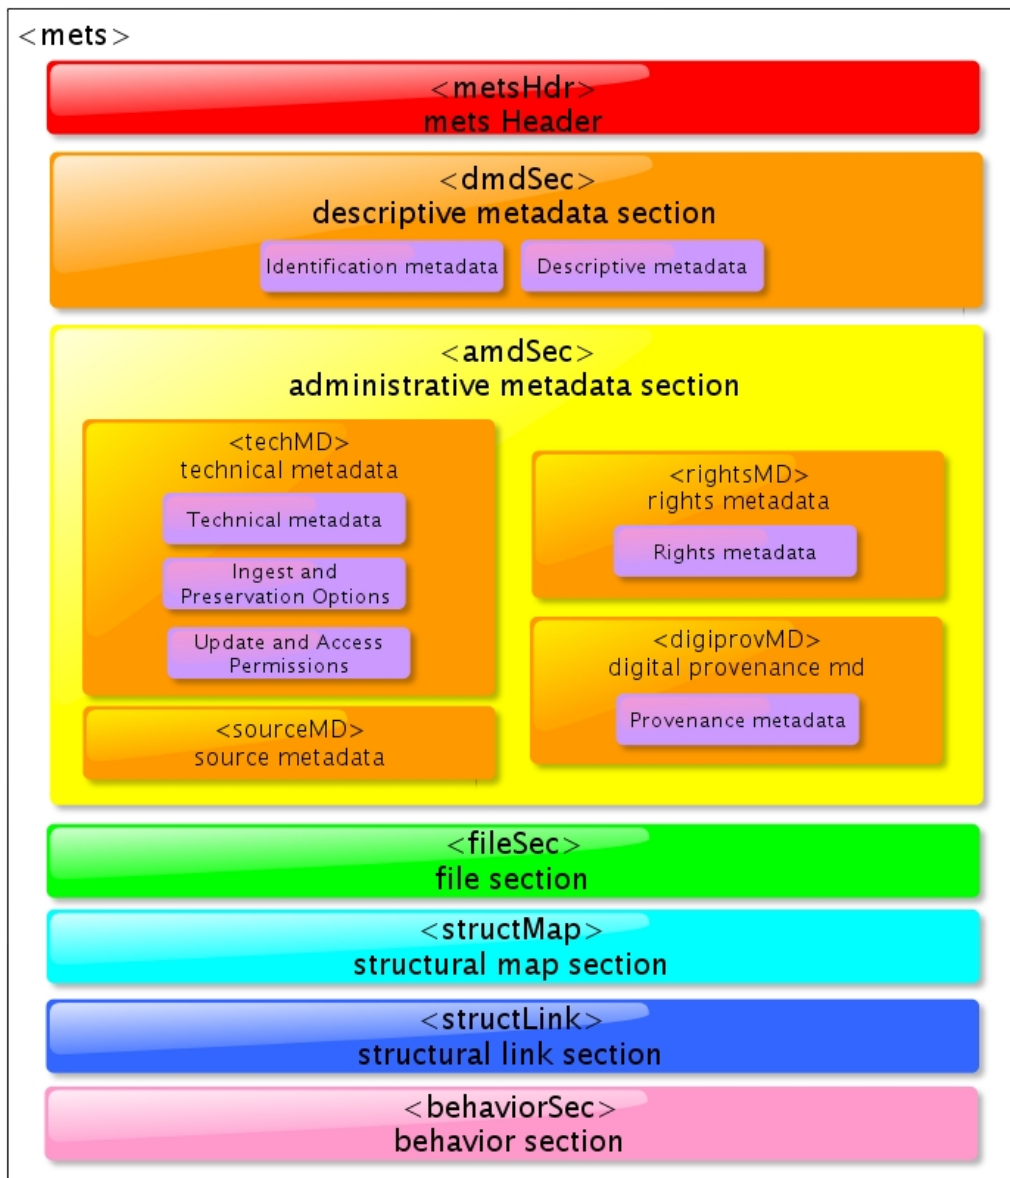 <mets>
<metsHdr>
mets Header
<dmdSec>
descriptive metadata section
Identification metadata
Descriptive metadata
<amdSec>
administrative metadata section
<techMD>
technical metadata
Technical metadata
Ingest and
Preservation Options
Update and Access
Permissions
<sourceMD>
source metadata
<rightsMD>
rights metadata
Rights metadata
<digiprovMD>
digital provenance md
Provenance metadata
<fileSec>
file section
<structMap>
structural map section
<structLink>
structural link section
<behaviorSec>
behavior section